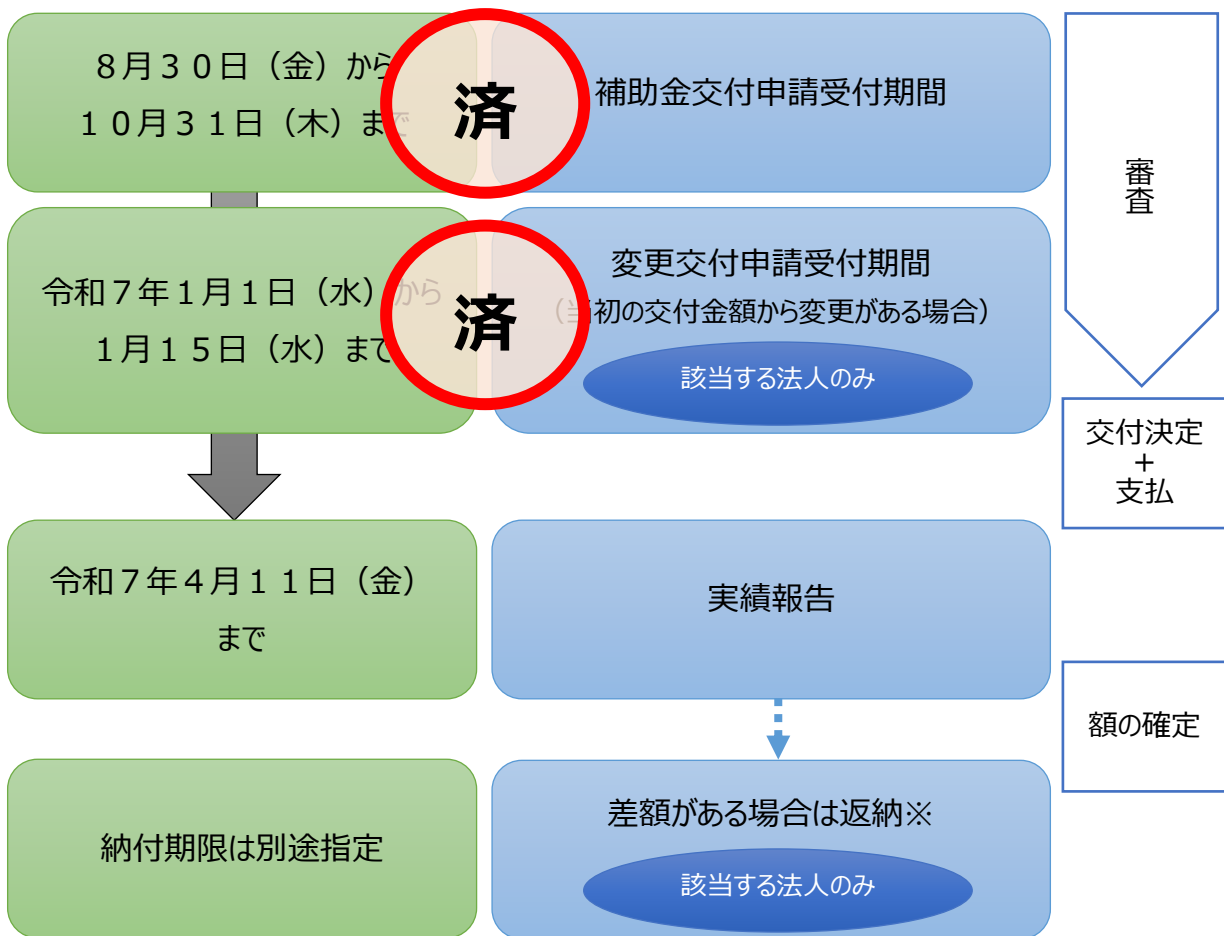 ８月３０日（金）から
１０月３１日（木）まで
済
補助金交付申請受付期間
審査
令和７年１月１日（水）から
１月１５日（水）まで
済
変更交付申請受付期間
（当初の交付金額から変更がある場合）
該当する法人のみ
交付決定
+
支払
令和７年４月１１日（金）
まで
実績報告
額の確定
納付期限は別途指定
差額がある場合は返納※
該当する法人のみ